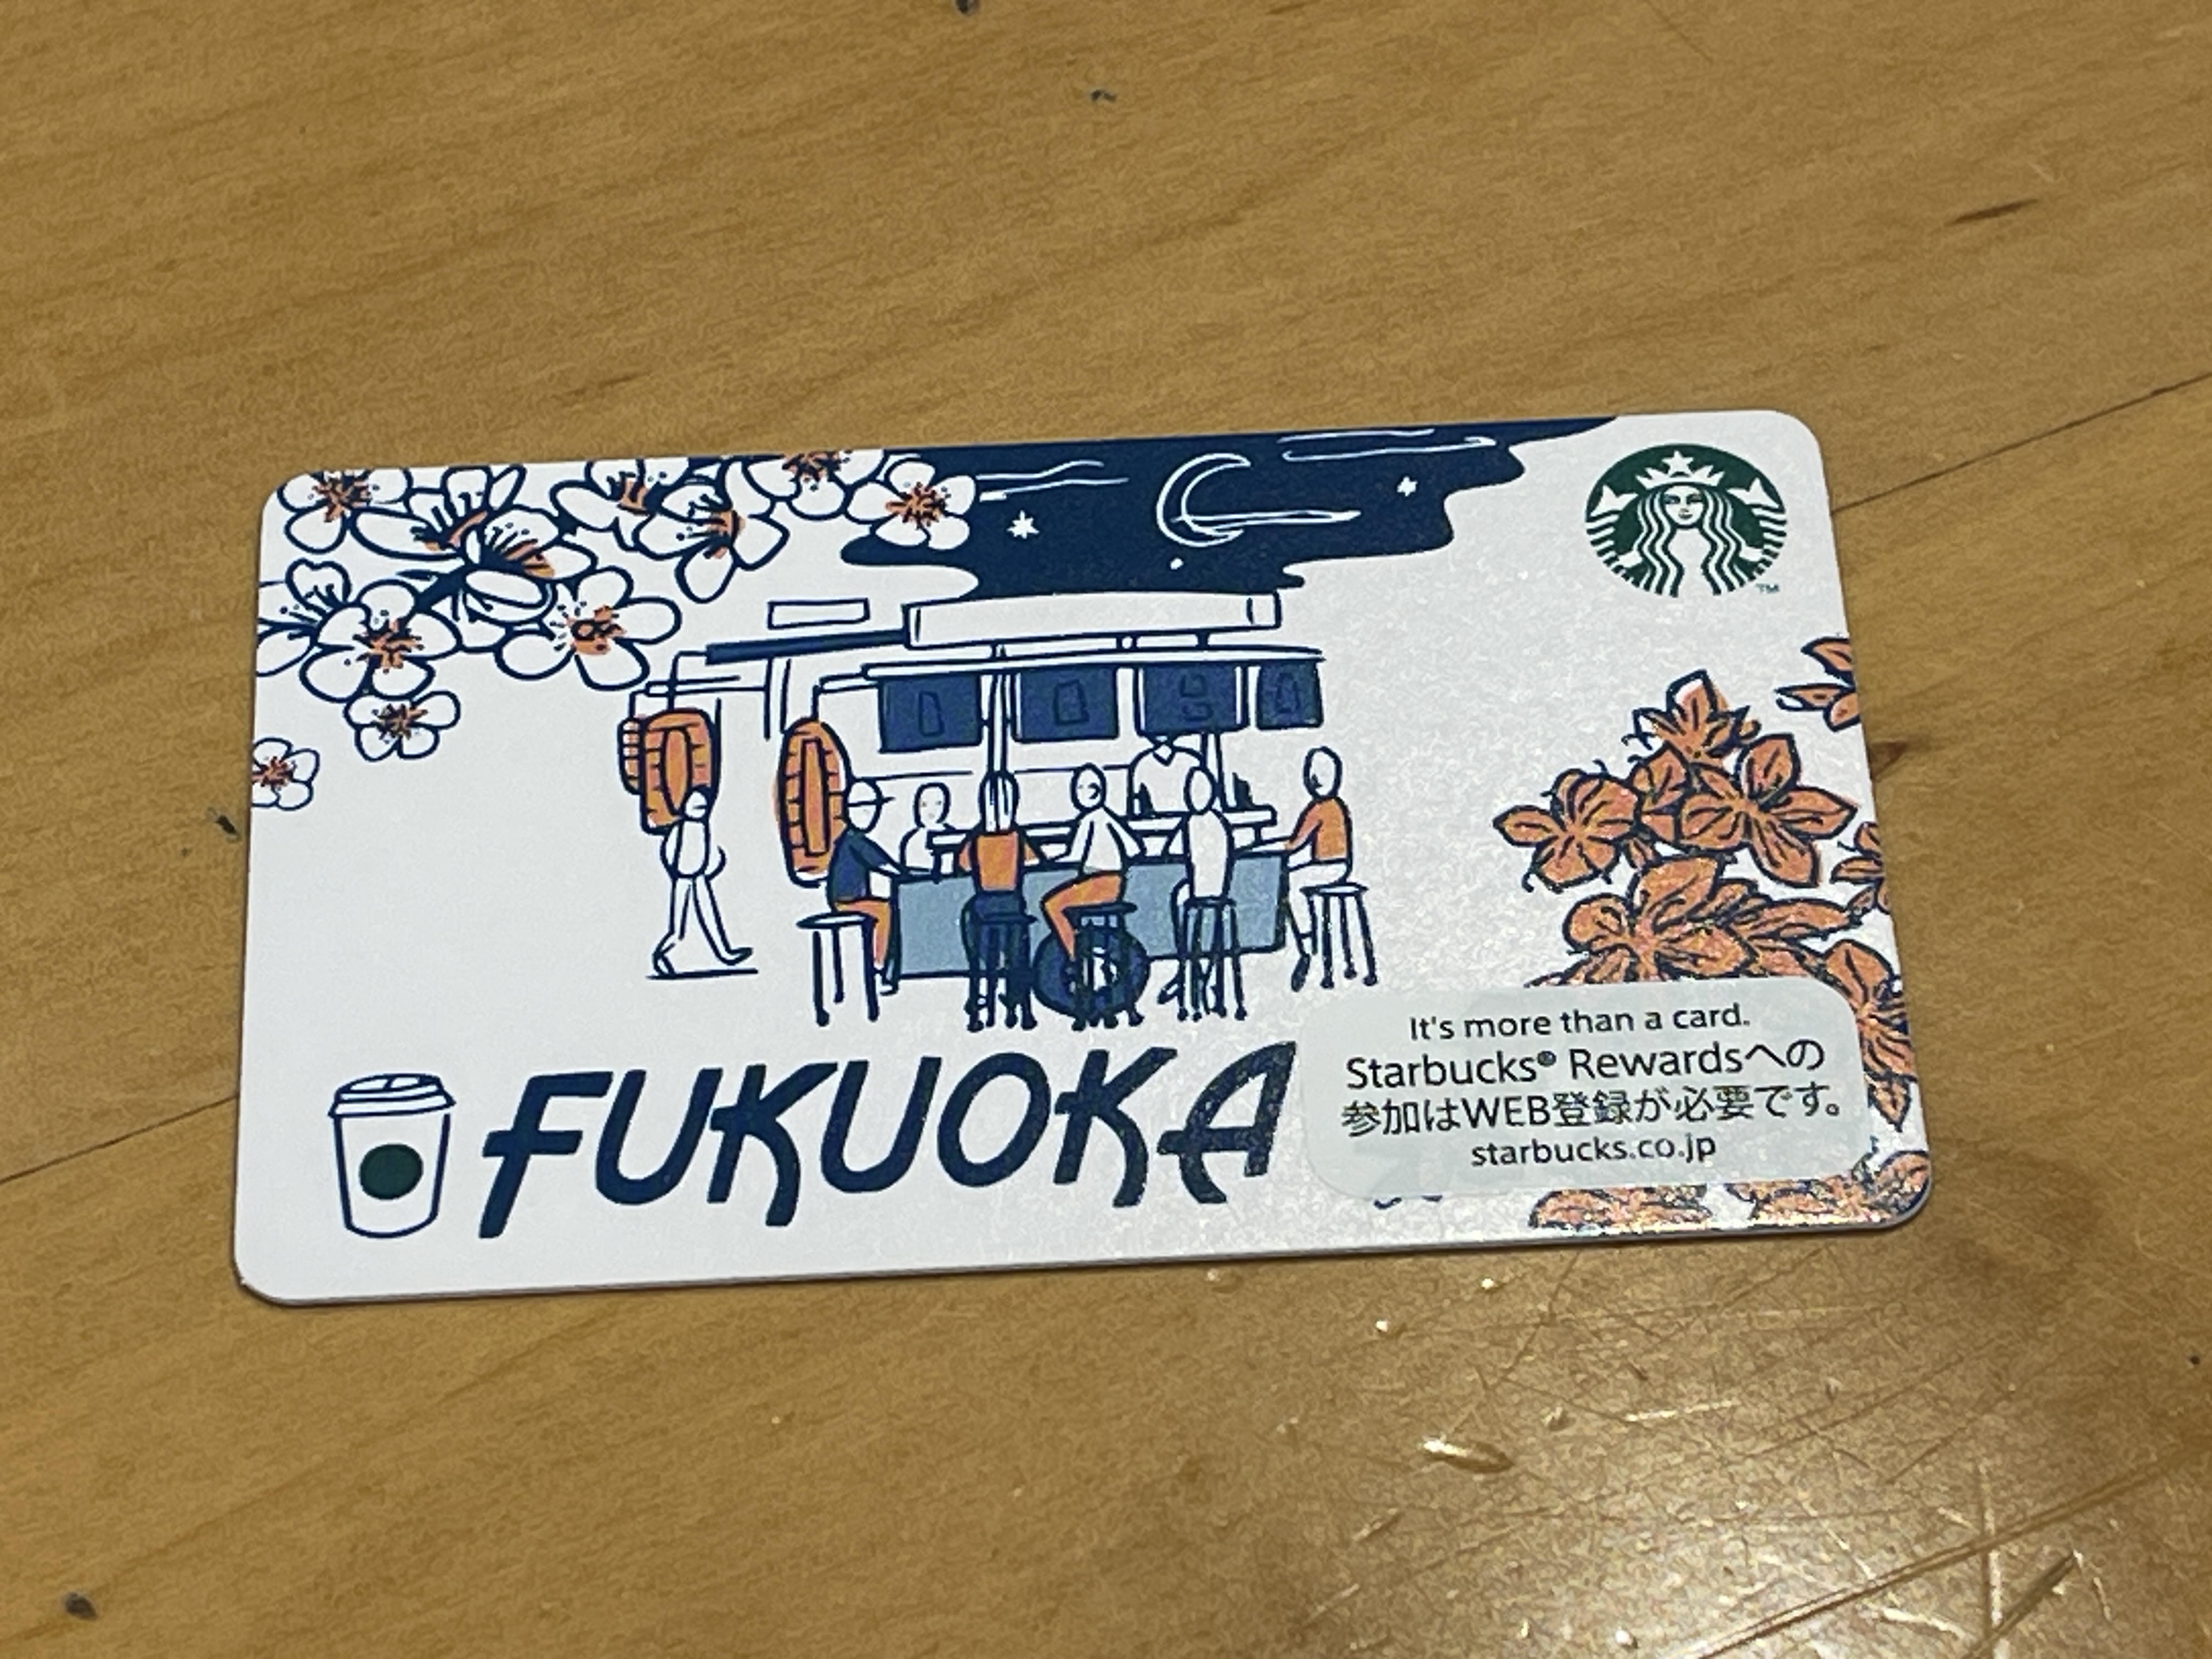 FUKUOKA
It's more than a card.
Starbucks® Rewardsへの
参加はWEB登録が必要です。
starbucks.co.jp
TM